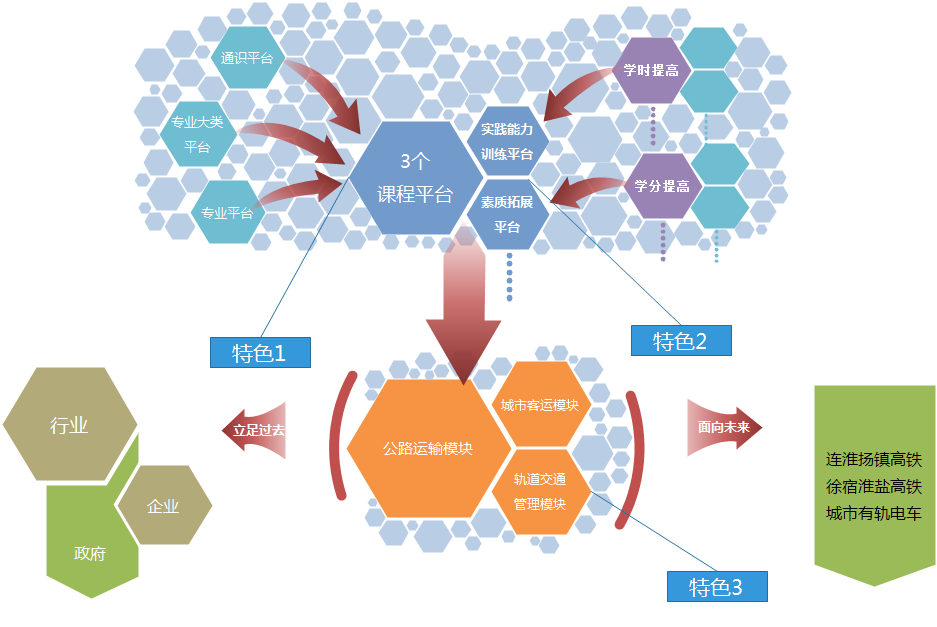 通识平台
学时提高
专业大类
平台
实践能力
训练平台
3个
课程平台
学分提高
专业平台
素质拓展
平台
特色1
特色2
行业
立足过去
城市客运模块
面向未来
公路运输模块
连淮扬镇高铁
徐宿淮盐高铁
城市有轨电车
轨道交通
管理模块
企业
政府
特色3